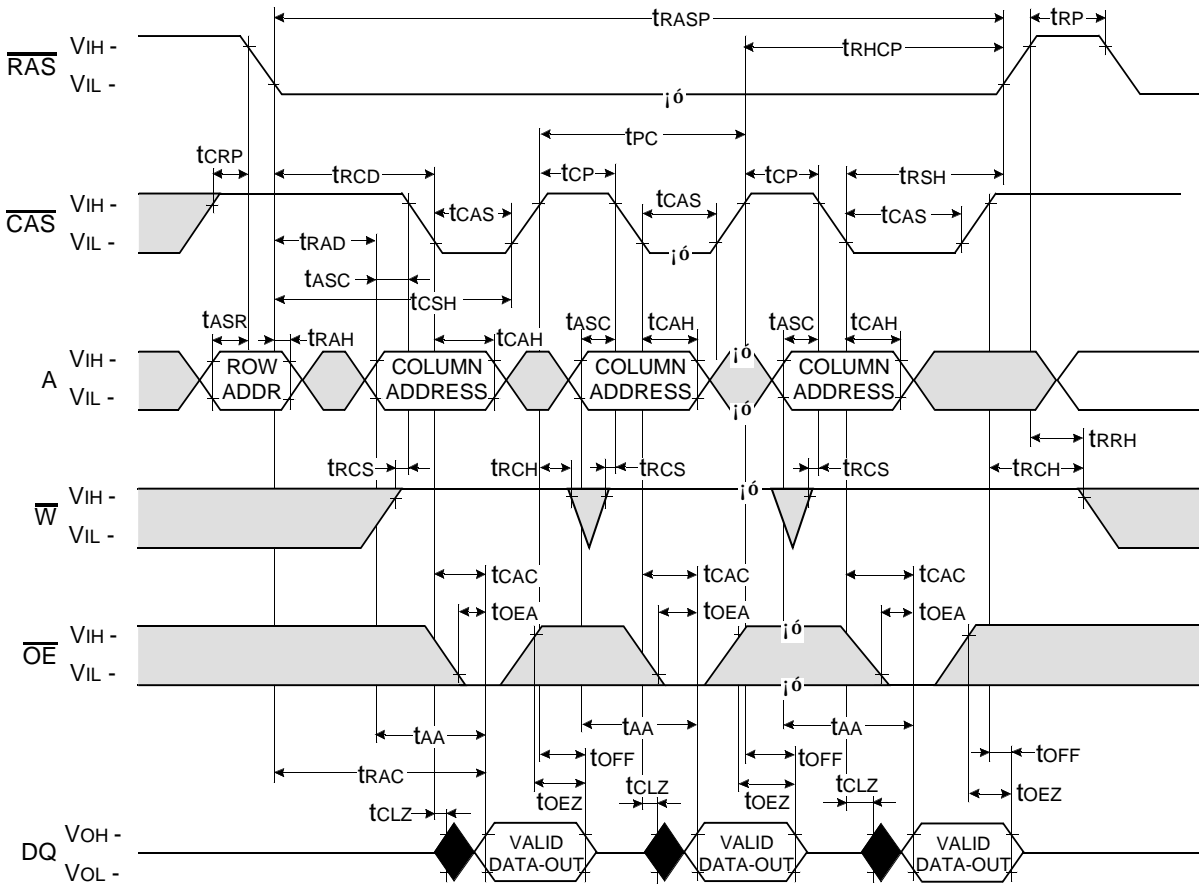 tRASP
tRP
RAS
VIH -
tRHCP
VIL -
¡ó
tPC
tCRP
tRCD
tCP
tCP
tRSH
CAS
VIH -
tCAS
tCAS
tCAS
VIL -
¡ó
tRAD
tASC
tCSH
tASR
tRAH
tCAH
tASC
tCAH
tASC
tCAH
A
VIH -
ROW
ADDR
COLUMN
ADDRESS
COLUMN
ADDRESS
¡ó
COLUMN
ADDRESS
VIL -
¡ó
tRRH
tRCS
tRCH
tRCS
tRCS
tRCH
W
VIH -
¡ó
VIL -
tCAC
tCAC
tCAC
tOEA
tOEA
tOEA
OE
VIH -
¡ó
VIL -
¡ó
tAA
tAA
tAA
tOFF
tOFF
tOFF
tRAC
tCLZ
tCLZ
tOEZ
tOEZ
tOEZ
tCLZ
DQ
VOH -
VALID
DATA-OUT
VALID
DATA-OUT
VALID
DATA-OUT
VOL -